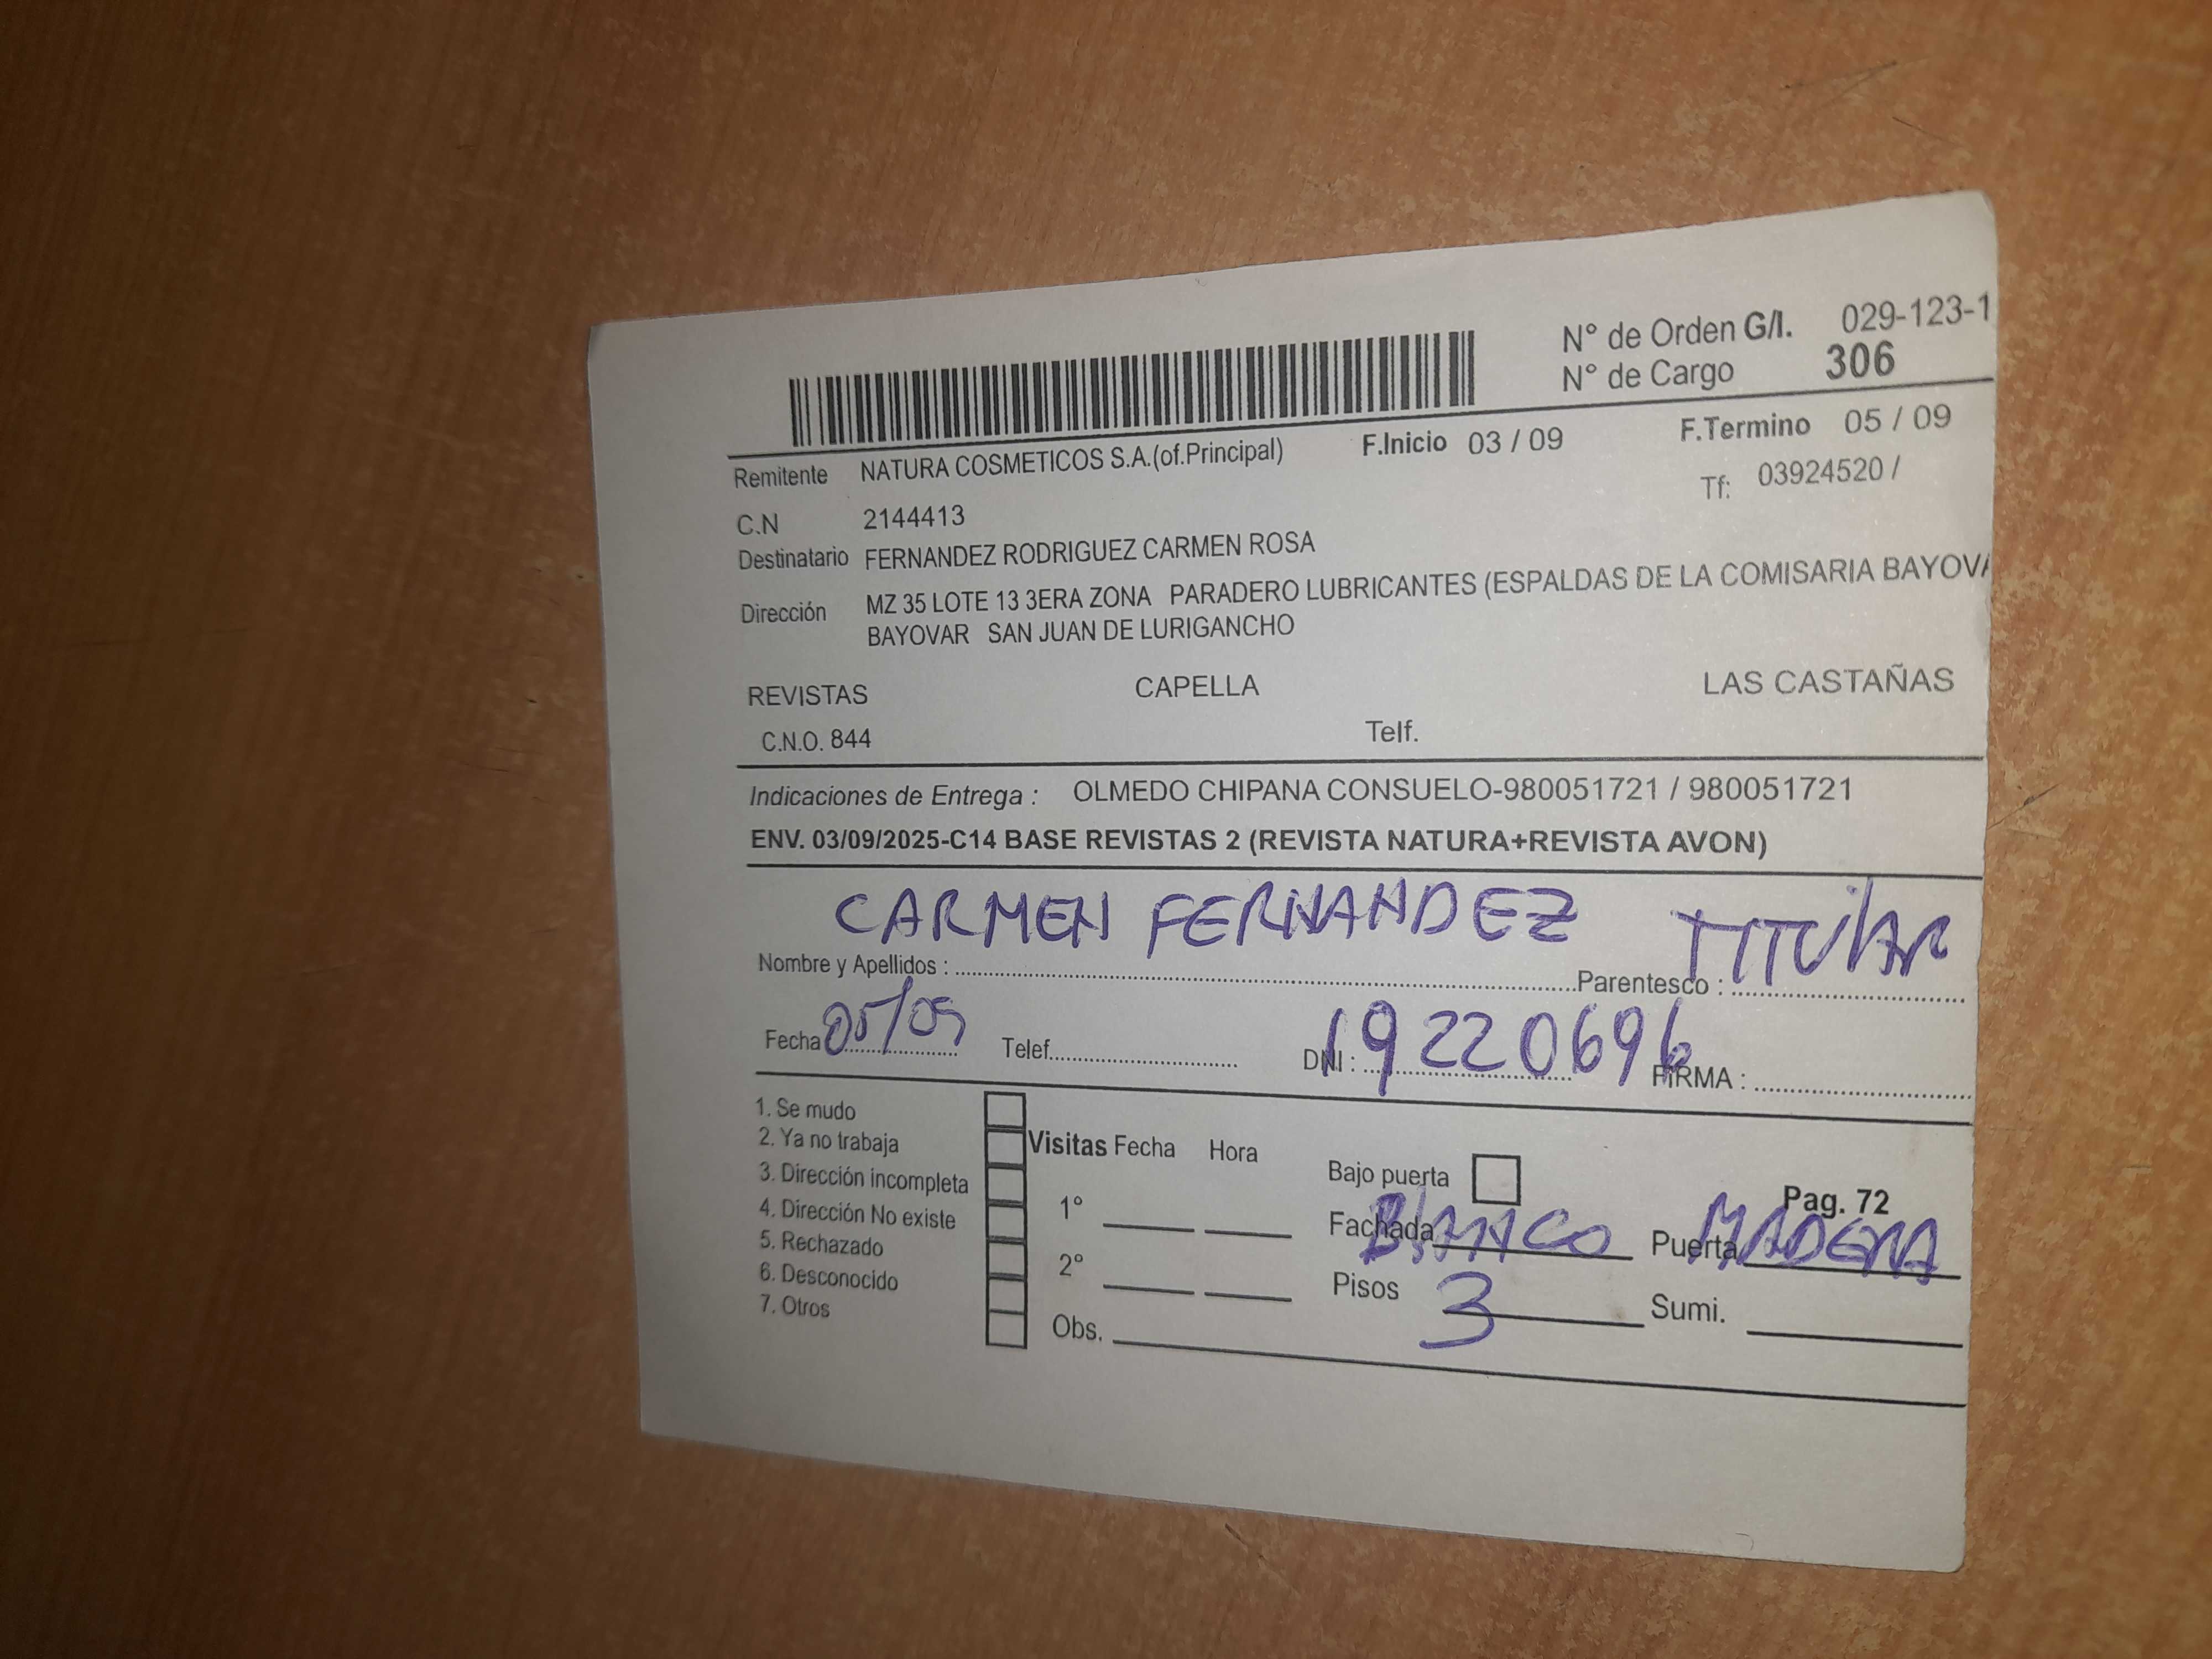 N° de Orden G/I. 029-123-1
N° de Cargo 306
Remitente NATURA COSMETICOS S.A.(of.Principal) F.Inicio 03 / 09 F.Termino 05 / 09
Tf: 03924520 /
C.N 2144413
Destinatario FERNANDEZ RODRIGUEZ CARMEN ROSA
Dirección MZ 35 LOTE 13 3ERA ZONA PARADERO LUBRICANTES (ESPALDAS DE LA COMISARIA BAYOVA
BAYOVAR SAN JUAN DE LURIGANCHO
REVISTAS CAPELLA LAS CASTAÑAS
C.N.O. 844 Telf.
Indicaciones de Entrega : OLMEDO CHIPANA CONSUELO-980051721 / 980051721
ENV. 03/09/2025-C14 BASE REVISTAS 2 (REVISTA NATURA+REVISTA AVON)
CARMEN FERNANDEZ TITULAR
Nombre y Apellidos : Parentesco :
Fecha 05/09 Telef. DNI : 19220696 FIRMA :
1. Se mudo
2. Ya no trabaja Visitas Fecha Hora
3. Dirección incompleta Bajo puerta
4. Dirección No existe 1° Pag. 72
5. Rechazado Fachada BLANCO Puerta MADERA
6. Desconocido 2° Pisos 3 Sumi.
7. Otros Obs.